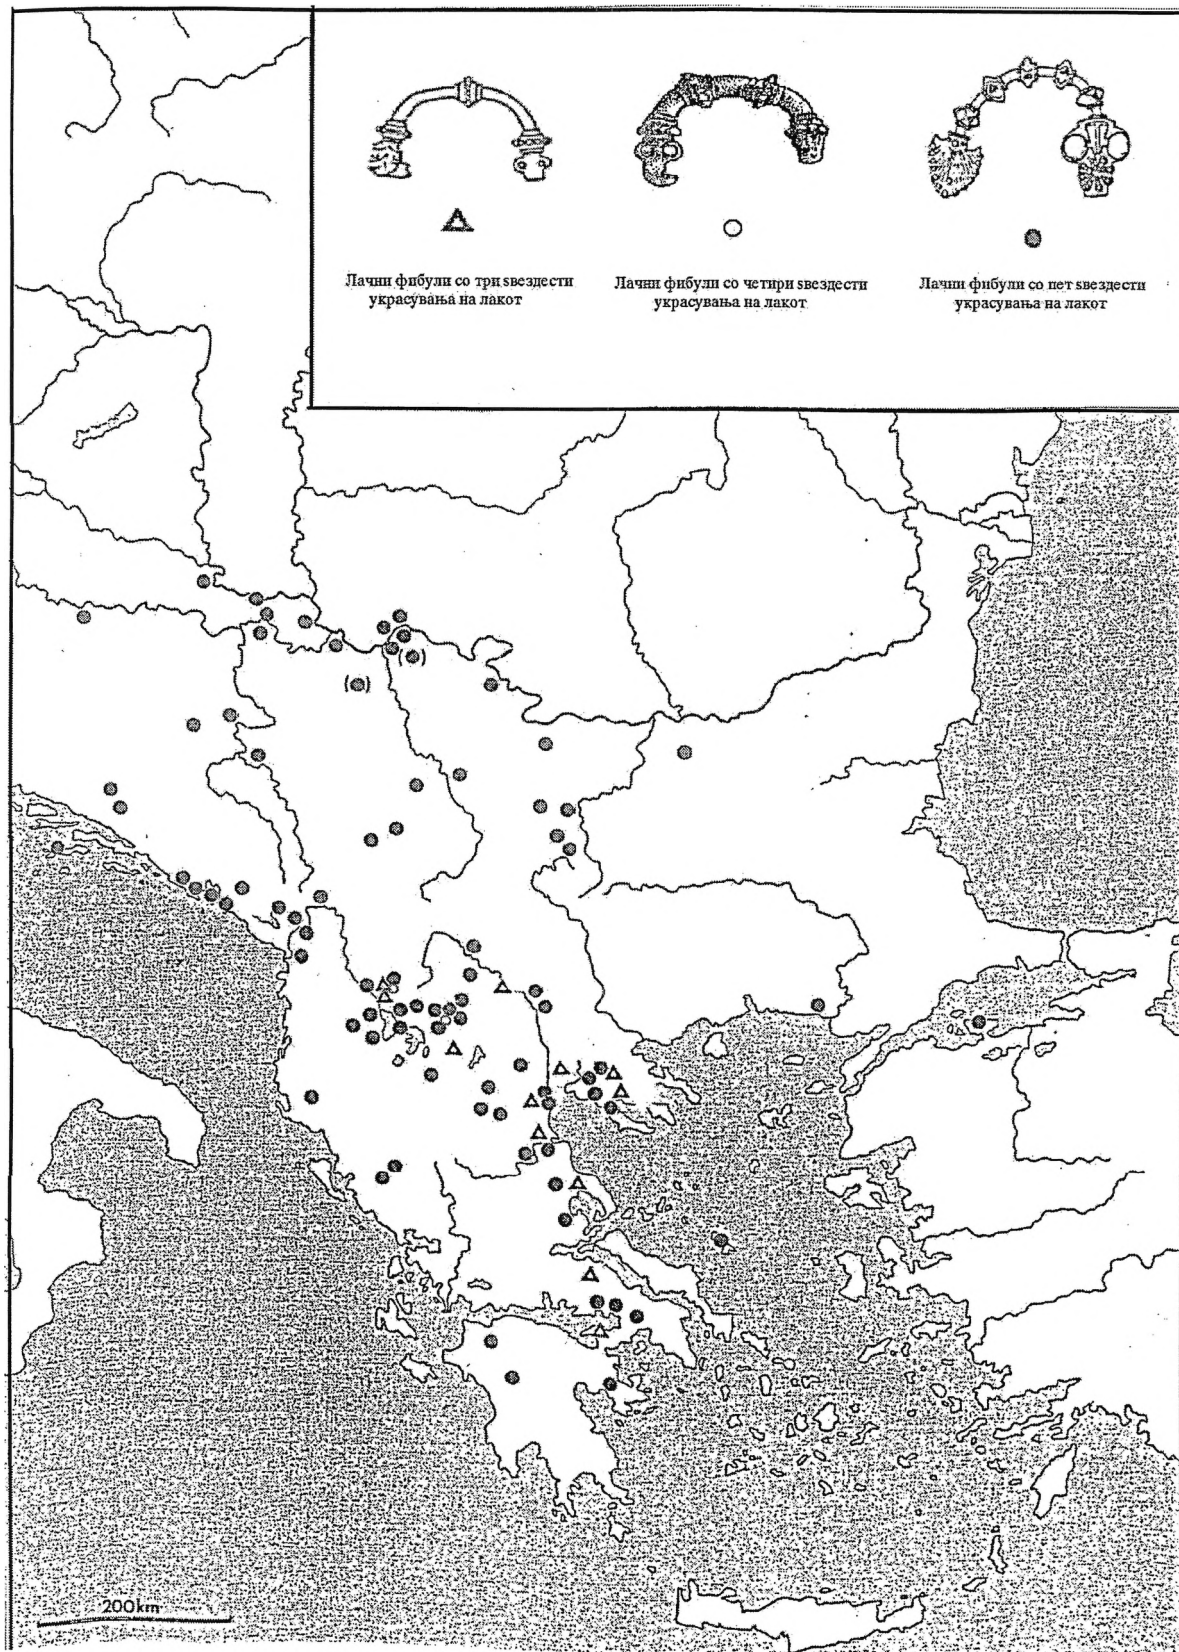 Лачни фибули со три ѕвездести
украсувања на лакот
Лачни фибули со четири ѕвездести
украсувања на лакот
Лачни фибули со пет ѕвездести
украсувања на лакот
200km